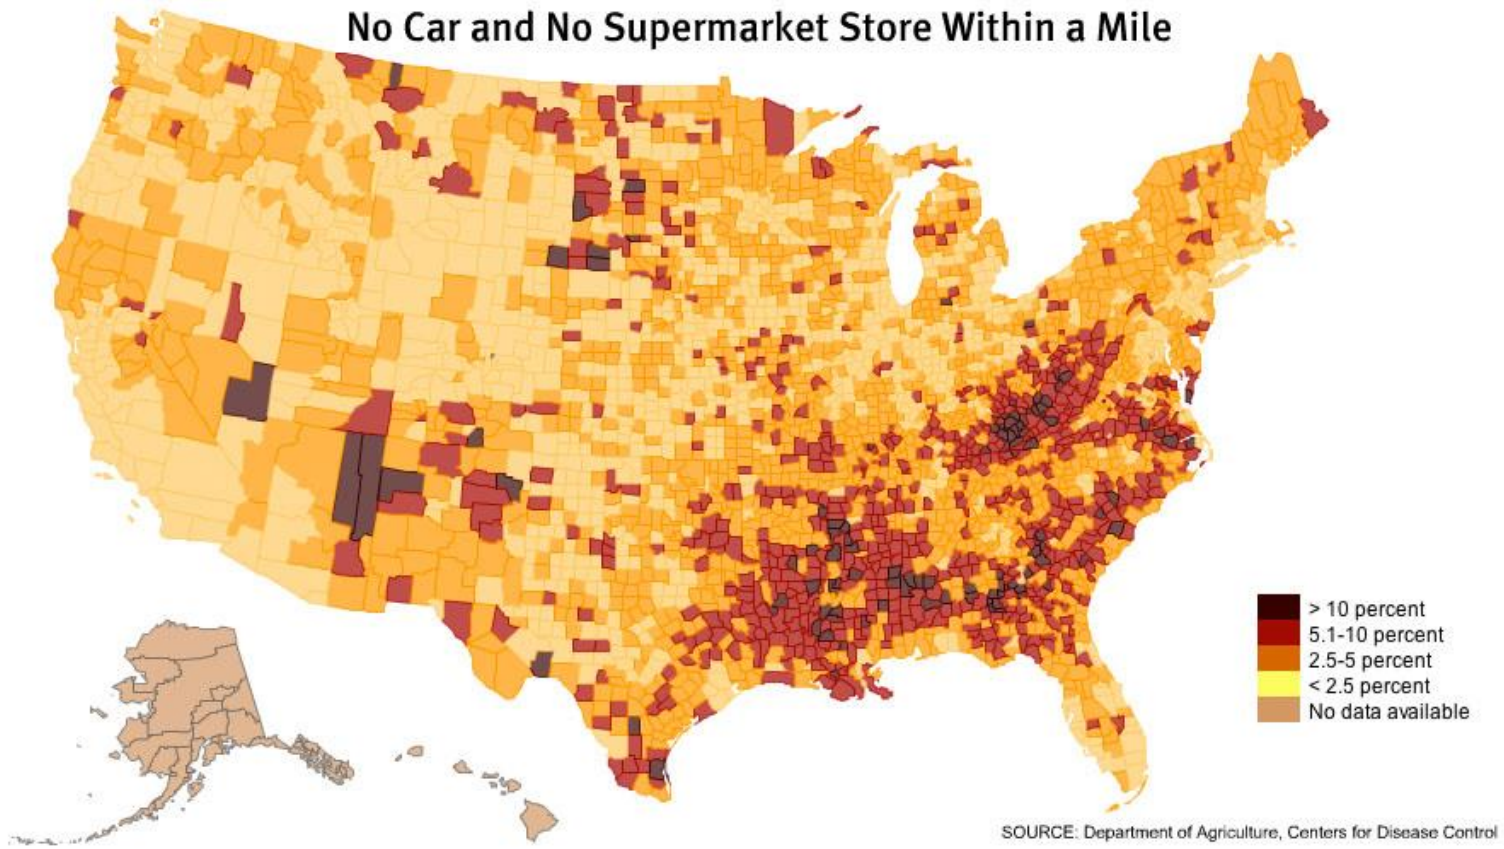 No Car and No Supermarket Store Within a Mile
> 10 percent
5.1-10 percent
2.5-5 percent
< 2.5 percent
No data available
SOURCE: Department of Agriculture, Centers for Disease Control